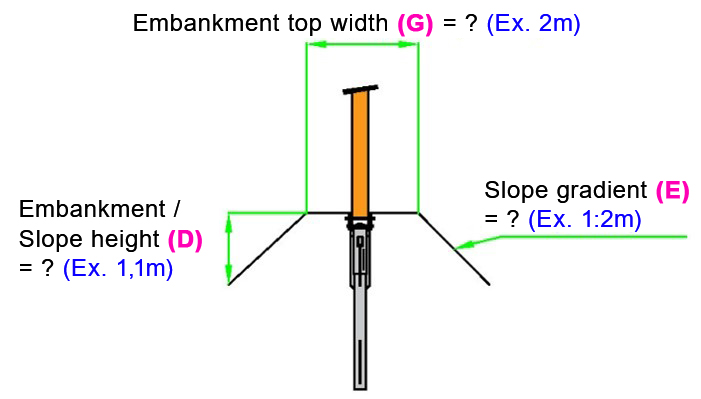 Embankment top width (G) = ? (Ex. 2m)
Slope gradient (E)
= ? (Ex. 1:2m)
Embankment /
Slope height (D)
= ? (Ex. 1,1m)